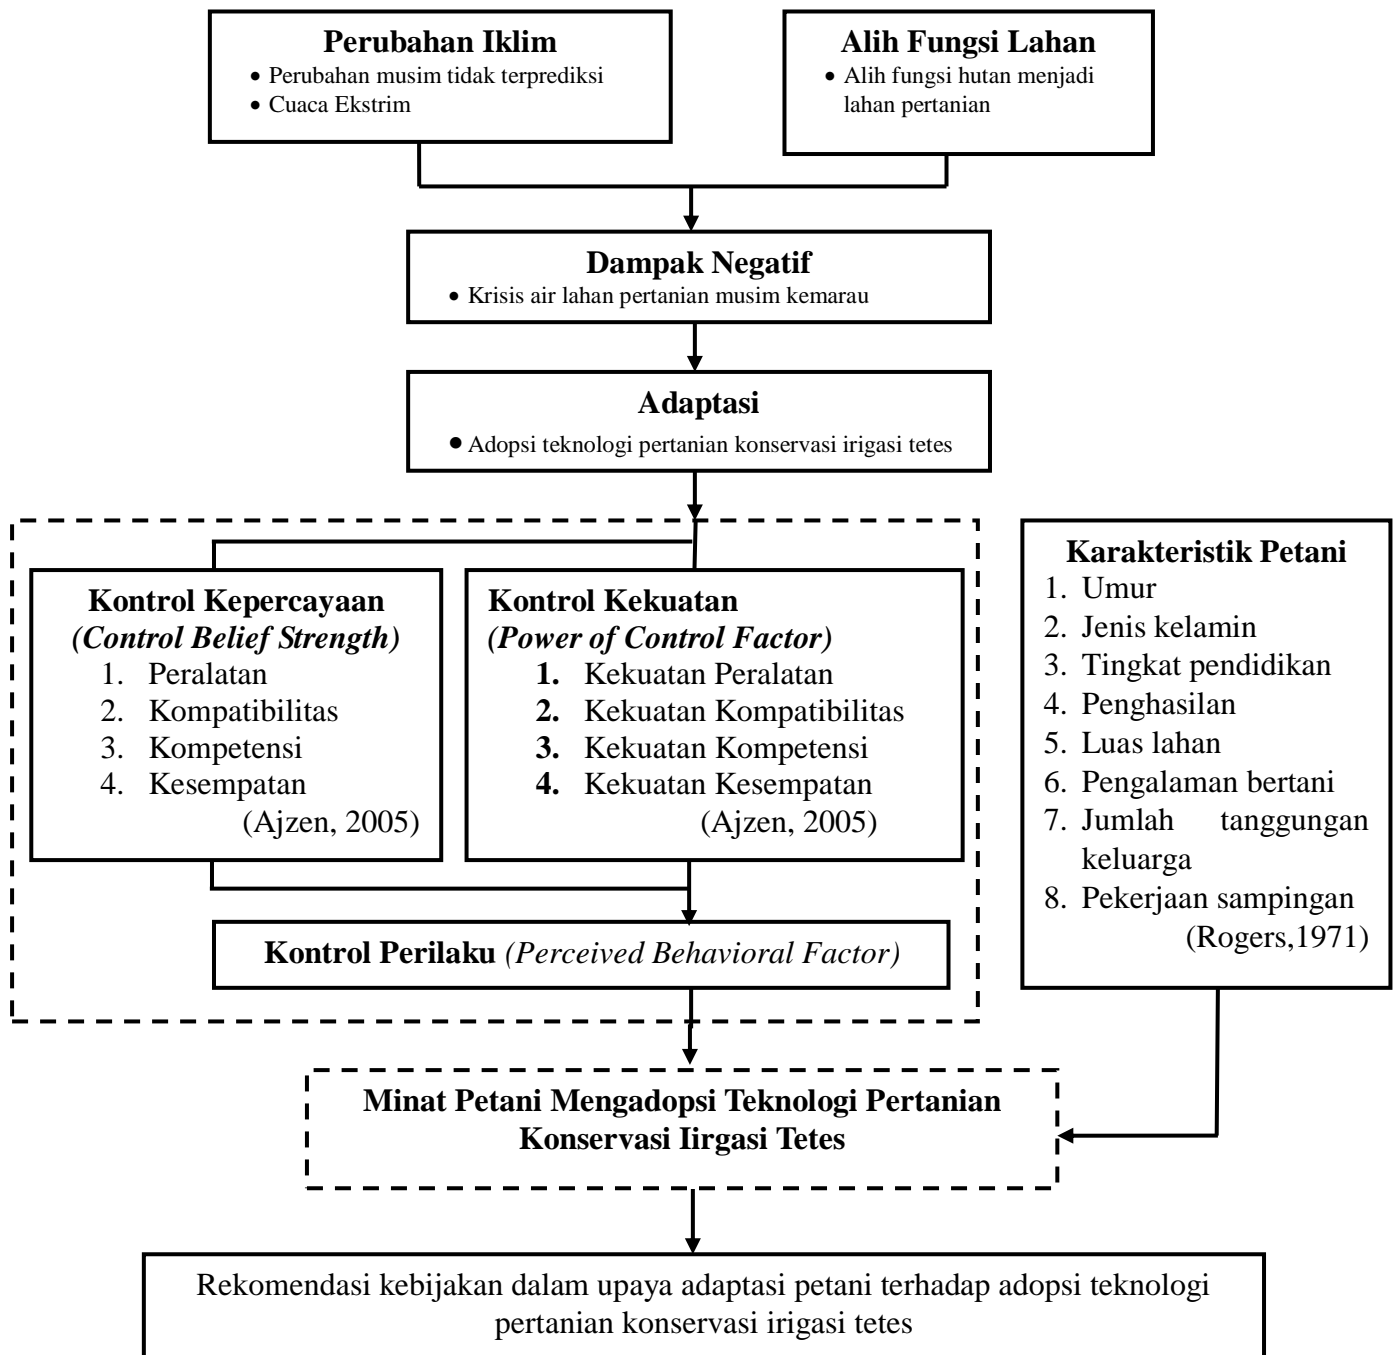 Perubahan Iklim
• Perubahan musim tidak terprediksi
• Cuaca Ekstrim
Alih Fungsi Lahan
• Alih fungsi hutan menjadi
lahan pertanian
Dampak Negatif
• Krisis air lahan pertanian musim kemarau
Adaptasi
• Adopsi teknologi pertanian konservasi irigasi tetes
Kontrol Kepercayaan
(Control Belief Strength)
1. Peralatan
2. Kompatibilitas
3. Kompetensi
4. Kesempatan
(Ajzen, 2005)
Kontrol Kekuatan
(Power of Control Factor)
1. Kekuatan Peralatan
2. Kekuatan Kompatibilitas
3. Kekuatan Kompetensi
4. Kekuatan Kesempatan
(Ajzen, 2005)
Karakteristik Petani
1. Umur
2. Jenis kelamin
3. Tingkat pendidikan
4. Penghasilan
5. Luas lahan
6. Pengalaman bertani
7. Jumlah tanggungan
keluarga
8. Pekerjaan sampingan
(Rogers,1971)
Kontrol Perilaku (Perceived Behavioral Factor)
Minat Petani Mengadopsi Teknologi Pertanian
Konservasi Iirgasi Tetes
Rekomendasi kebijakan dalam upaya adaptasi petani terhadap adopsi teknologi
pertanian konservasi irigasi tetes